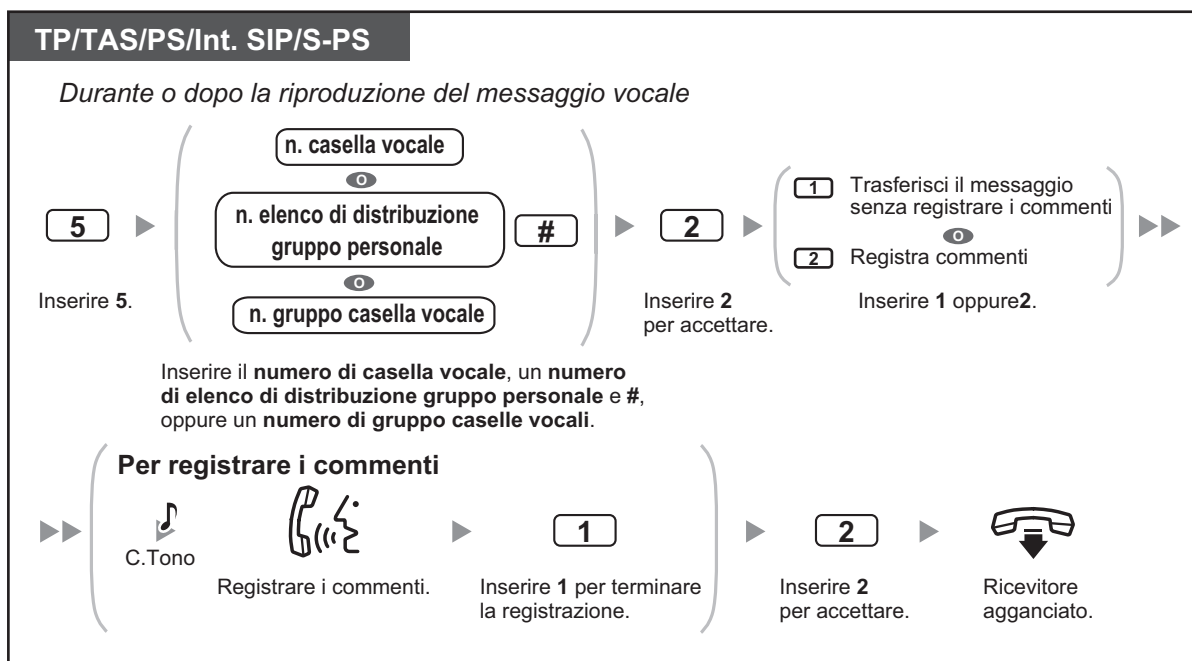 TP/TAS/PS/Int. SIP/S-PS
Durante o dopo la riproduzione del messaggio vocale
5
Inserire 5.
n. casella vocale
O
n. elenco di distribuzione
gruppo personale
#
O
n. gruppo casella vocale
Inserire il numero di casella vocale, un numero
di elenco di distribuzione gruppo personale e #,
oppure un numero di gruppo caselle vocali.
2
Inserire 2
per accettare.
1 Trasferisci il messaggio
senza registrare i commenti
O
2 Registra commenti
Inserire 1 oppure2.
Per registrare i commenti
C.Tono
Registrare i commenti.
1
Inserire 1 per terminare
la registrazione.
2
Inserire 2
per accettare.
Ricevitore
agganciato.